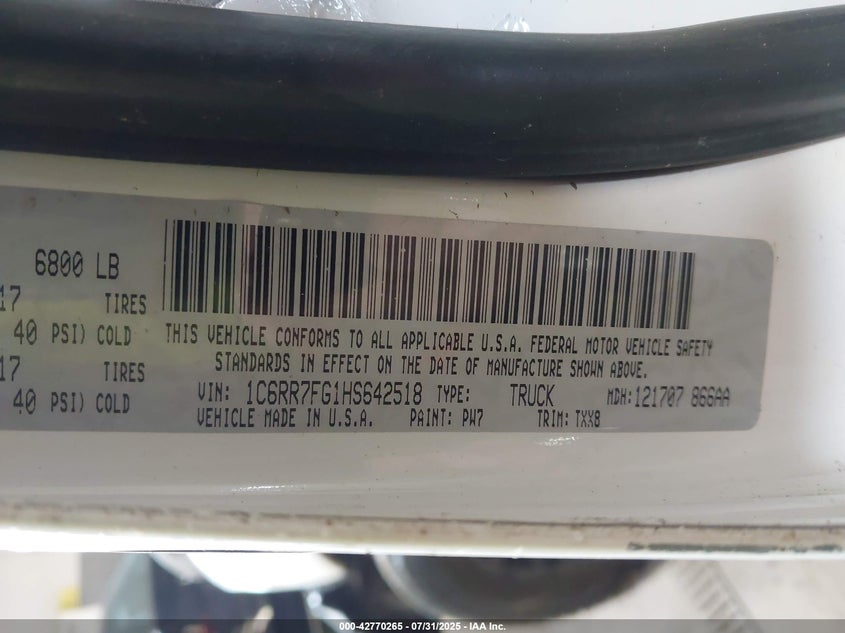 6800 LB
17 TIRES
40 PSI) COLD
17 TIRES
40 PSI) COLD
THIS VEHICLE CONFORMS TO ALL APPLICABLE U.S.A. FEDERAL MOTOR VEHICLE SAFETY
STANDARDS IN EFFECT ON THE DATE OF MANUFACTURE SHOWN ABOVE.
VIN: 1C6RR7FG1HS642518 TYPE: TRUCK MDH:121707 866AA
VEHICLE MADE IN U.S.A. PAINT: PW7 TRIM: TXX8
000-42770265 - 07/31/2025 - IAA Inc.